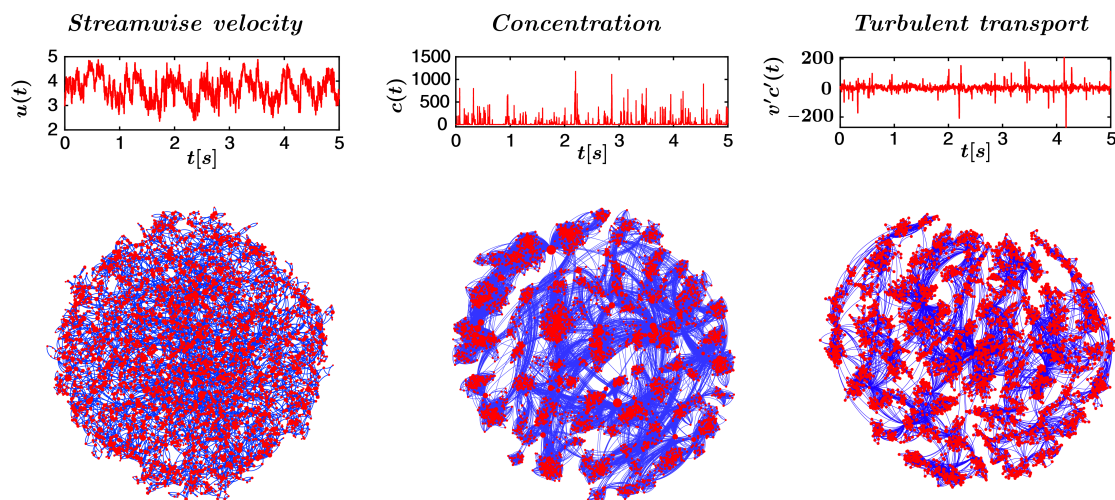 Streamwise velocity
Concentration
Turbulent transport
5
4
3
2
u(t)
0 1 2 3 4 5
t[s]
1500
1000
500
0
c(t)
0 1 2 3 4 5
t[s]
200
0
−200
v′c′(t)
0 1 2 3 4 5
t[s]